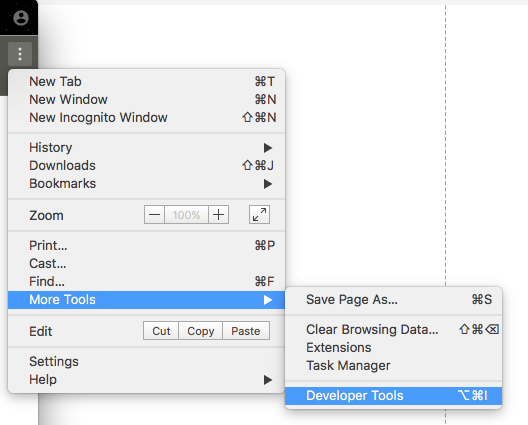 New Tab ⌘T
New Window ⌘N
New Incognito Window ⇧⌘N
History ▶
Downloads ⇧⌘J
Bookmarks ▶
Zoom — 100% +
Print... ⌘P
Cast...
Find... ⌘F
More Tools ▶
Edit Cut Copy Paste
Settings
Help ▶
Save Page As... ⌘S
Clear Browsing Data... ⇧⌘⌫
Extensions
Task Manager
Developer Tools ⌥⌘I